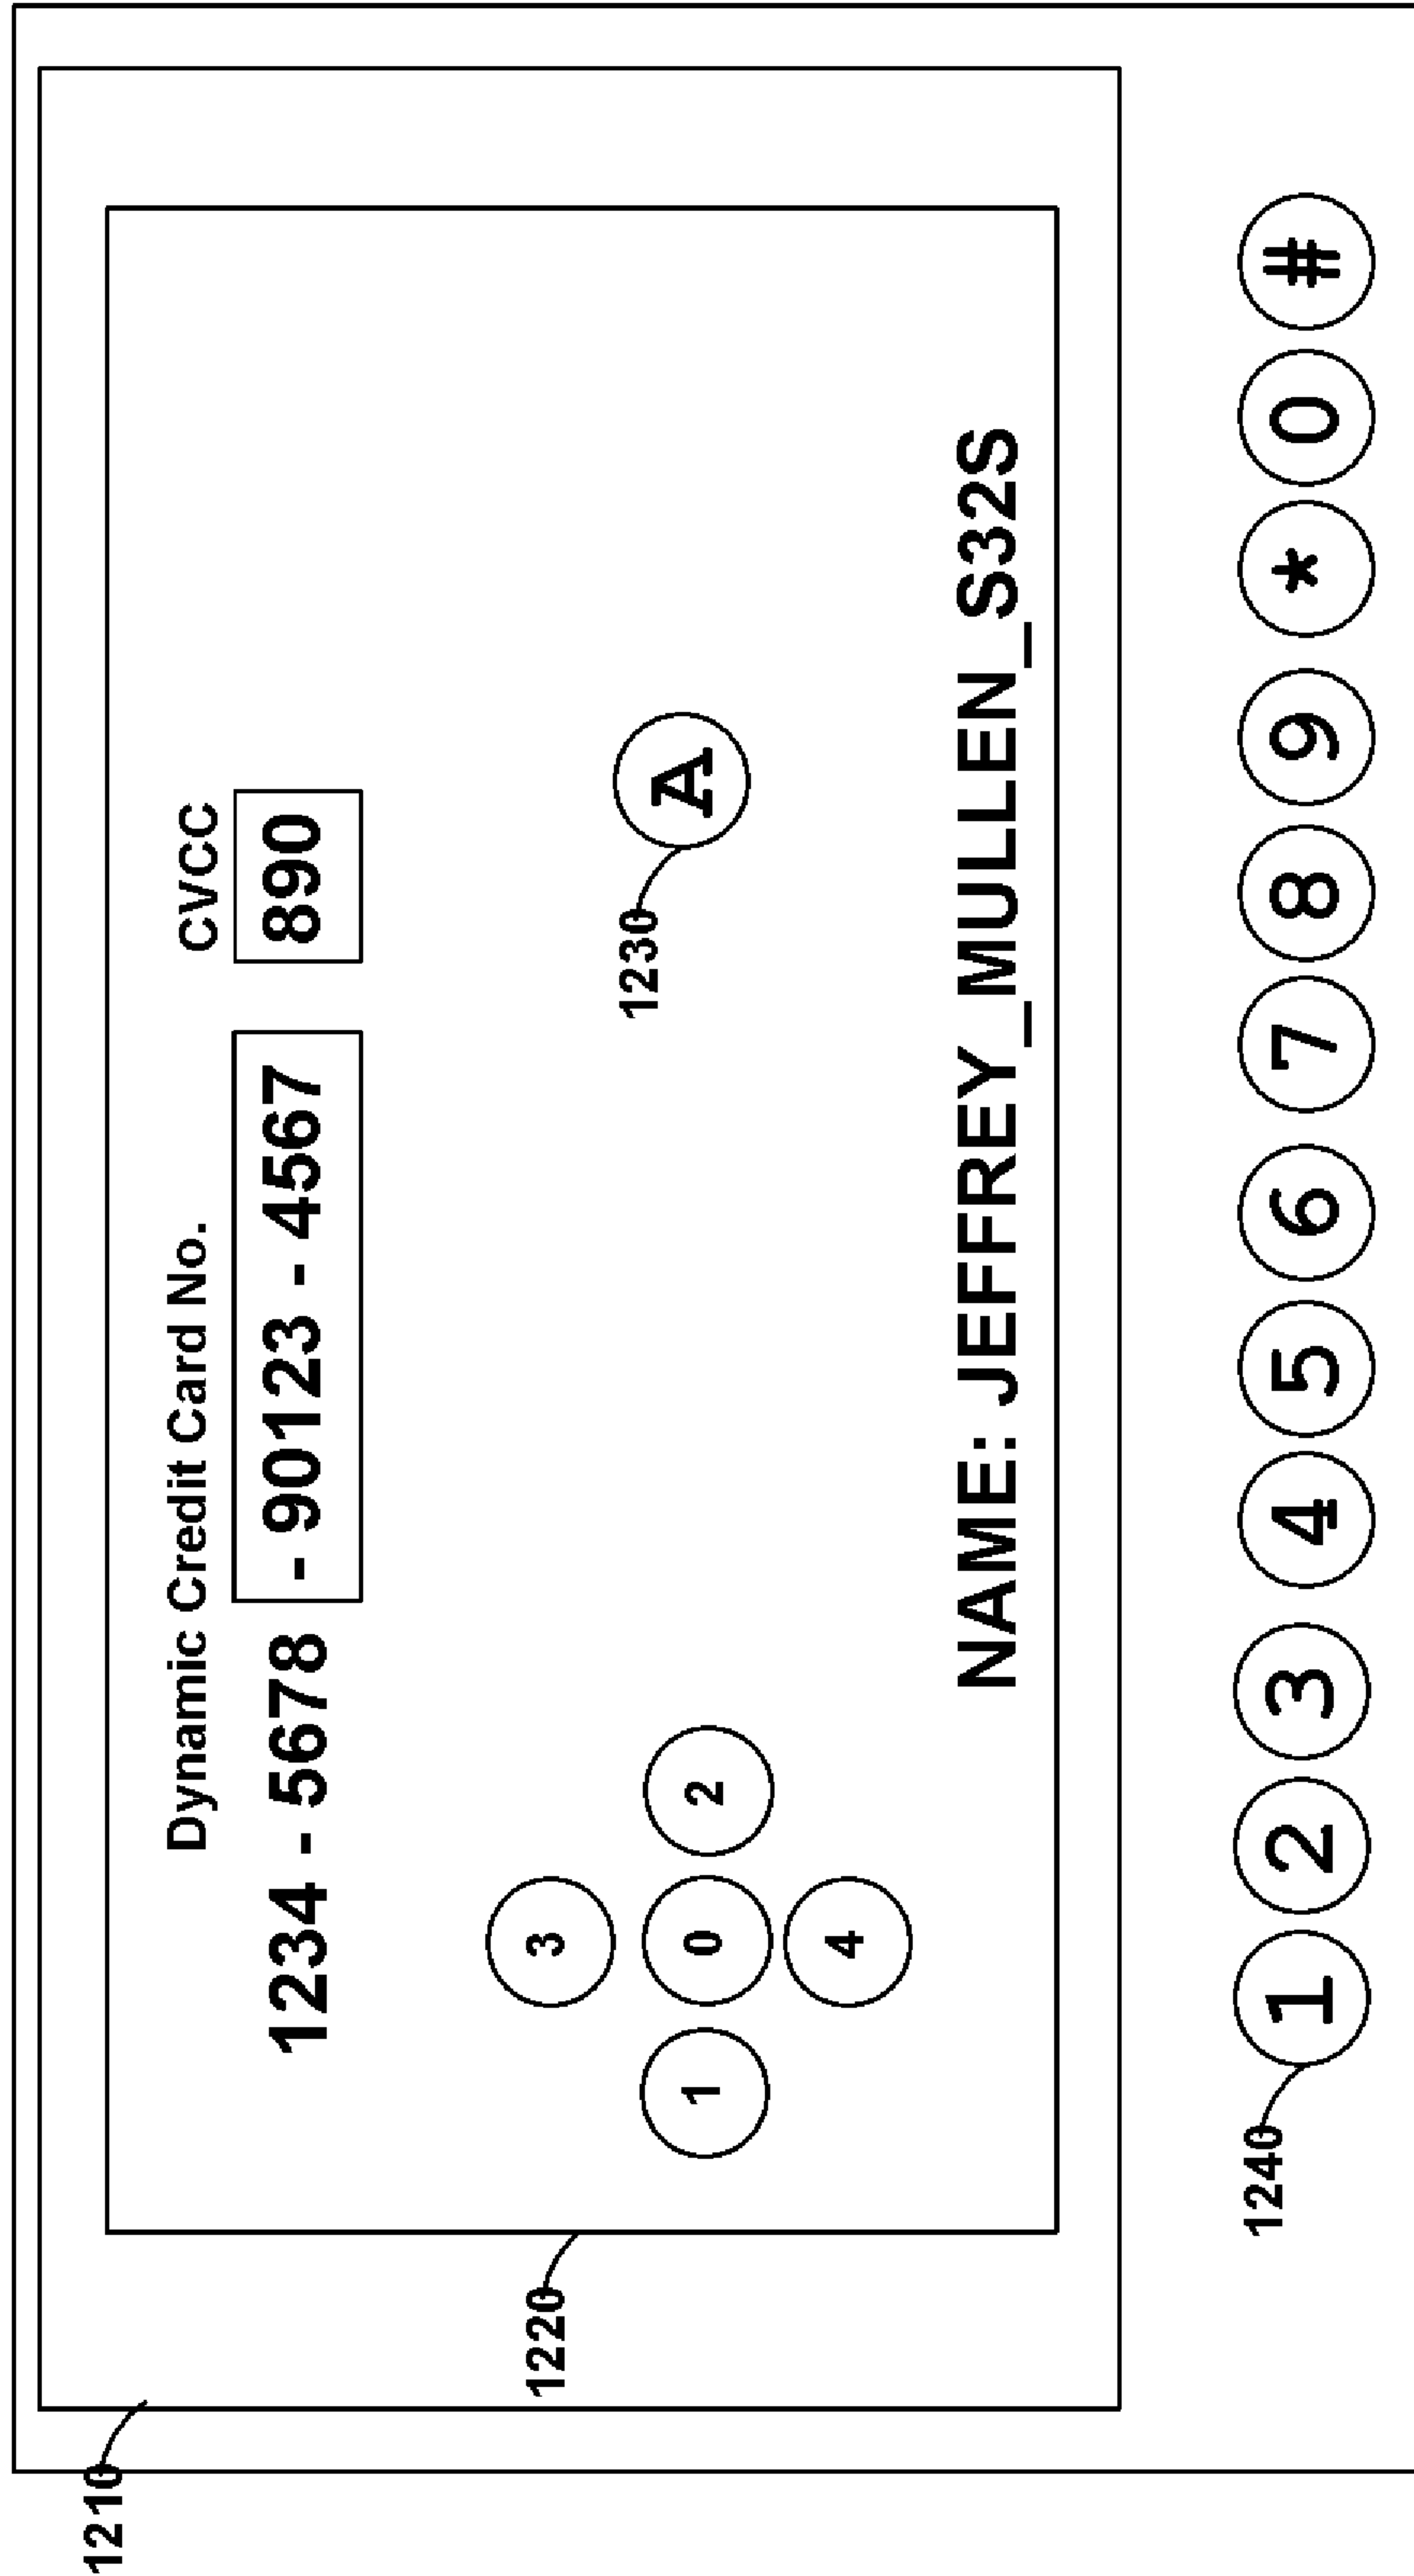 1210
Dynamic Credit Card No.
CVCC
1234 - 5678 - 90123 - 4567
890
3
1 0 2
4
1220
1230
A
NAME: JEFFREY_MULLEN_S32S
1240
1 2 3 4 5 6 7 8 9 * 0 #